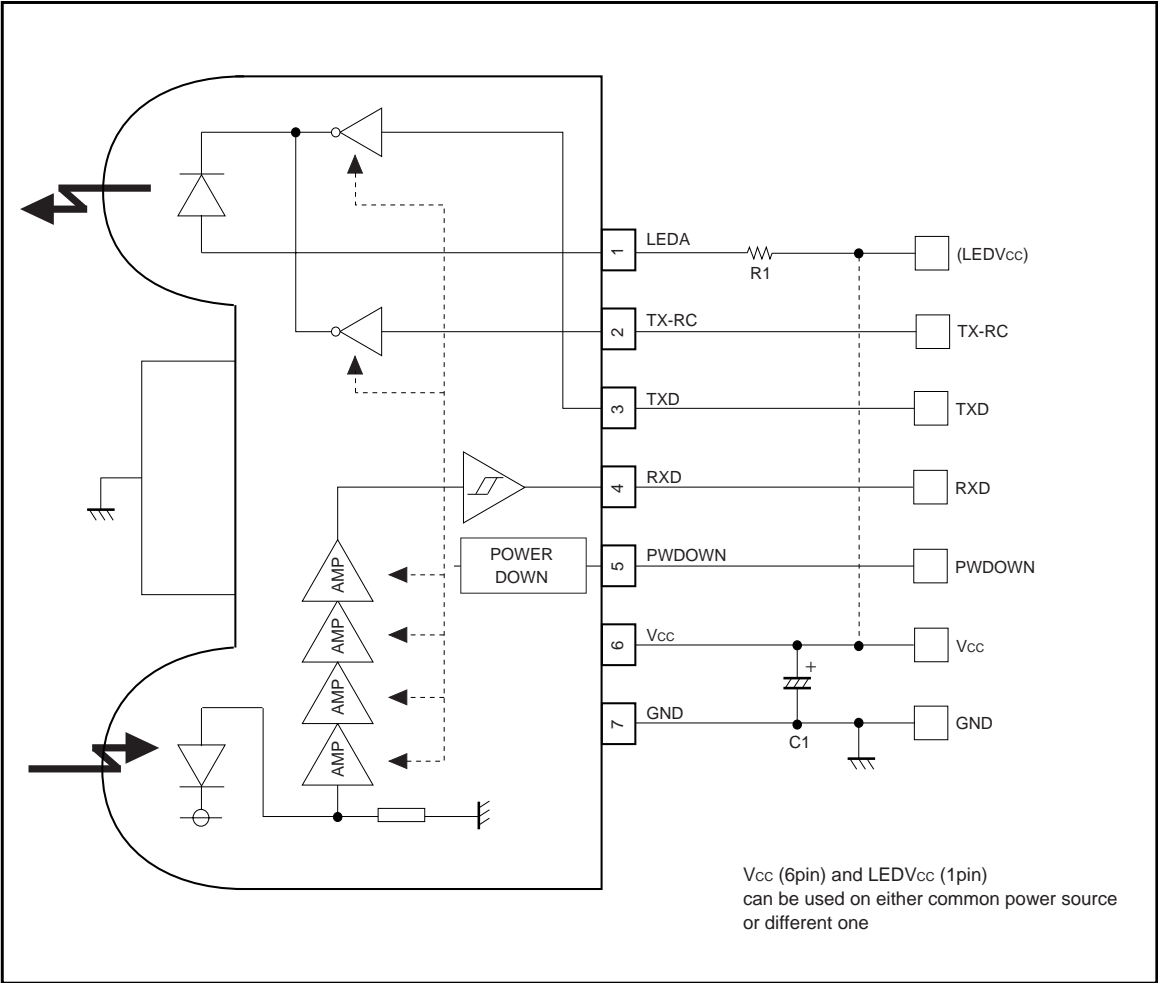 1 LEDA R1 (LEDVcc)
2 TX-RC TX-RC
3 TXD TXD
4 RXD RXD
POWER
DOWN
5 PWDOWN PWDOWN
AMP
AMP
AMP
AMP
6 Vcc + Vcc
7 GND C1 GND
Vcc (6pin) and LEDVcc (1pin)
can be used on either common power source
or different one